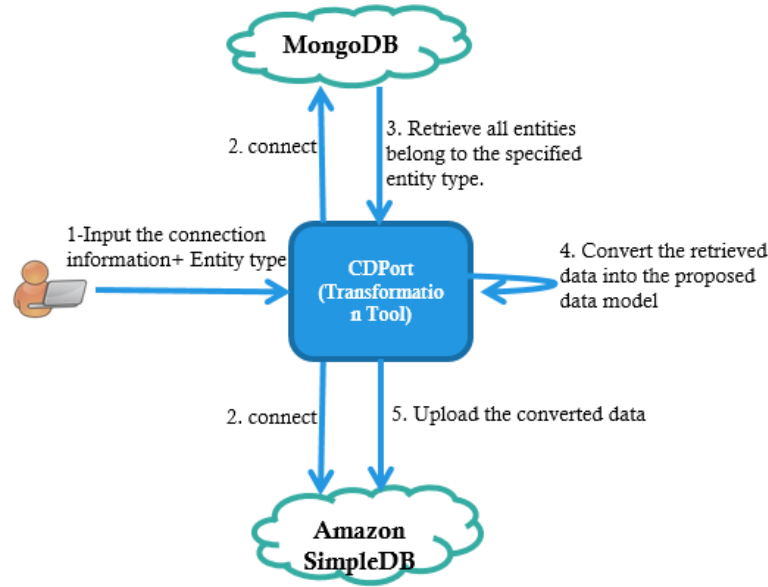 MongoDB
2. connect
3. Retrieve all entities
belong to the specified
entity type.
1-Input the connection
information+ Entity type
CDPort
(Transformatio
n Tool)
4. Convert the retrieved
data into the proposed
data model
2. connect
5. Upload the converted data
Amazon
SimpleDB